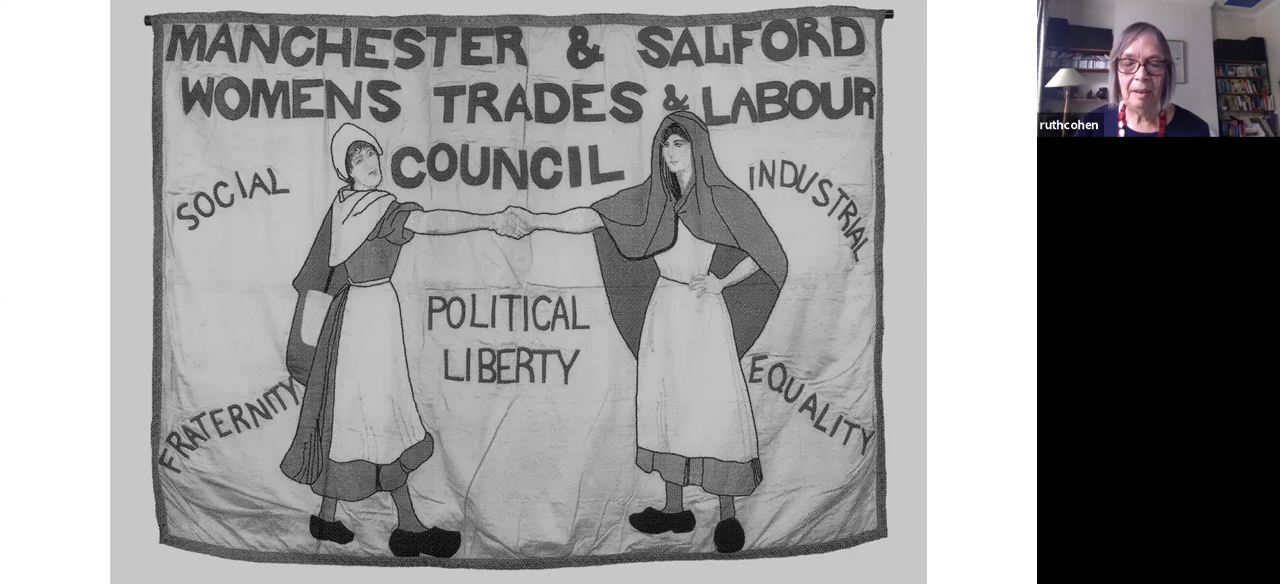 MANCHESTER & SALFORD
WOMENS TRADES & LABOUR
COUNCIL
SOCIAL
INDUSTRIAL
POLITICAL
LIBERTY
FRATERNITY
EQUALITY
ruthcohen